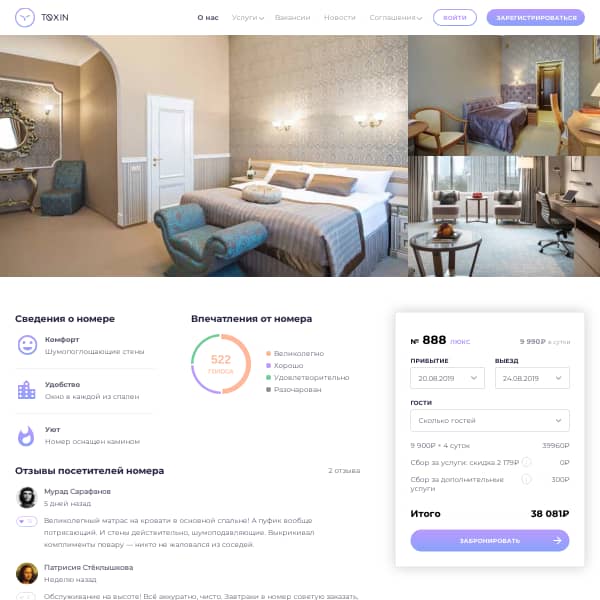 TOXIN
О нас
Услуги
Вакансии
Новости
Соглашения
ВОЙТИ
ЗАРЕГИСТРИРОВАТЬСЯ
Сведения о номере
Комфорт
Шумопоглощающие стены
Удобство
Окно в каждой из спален
Уют
Номер оснащен камином
Впечатления от номера
522
ГОЛОСА
Великолепно
Хорошо
Удовлетворительно
Разочарован
Отзывы посетителей номера
2 отзыва
Мурад Сарафанов
5 дней назад
Великолепный матрас на кровати в основной спальне! А пуфик вообще
потрясающий. И стены действительно, шумоподавляющие. Выкрикивал
комплименты повару — никто не жаловался из соседей.
Патрисия Стёклышкова
Неделю назад
Обслуживание на высоте! Всё аккуратно, чисто. Завтраки в номер советую заказать,
№ 888 ЛЮКС
9 990₽ в сутки
ПРИБЫТИЕ
ВЫЕЗД
20.08.2019
24.08.2019
ГОСТИ
Сколько гостей
9 900₽ × 4 суток
39960₽
Сбор за услуги: скидка 2 179₽
0₽
Сбор за дополнительные
услуги
300₽
Итого
38 081₽
ЗАБРОНИРОВАТЬ